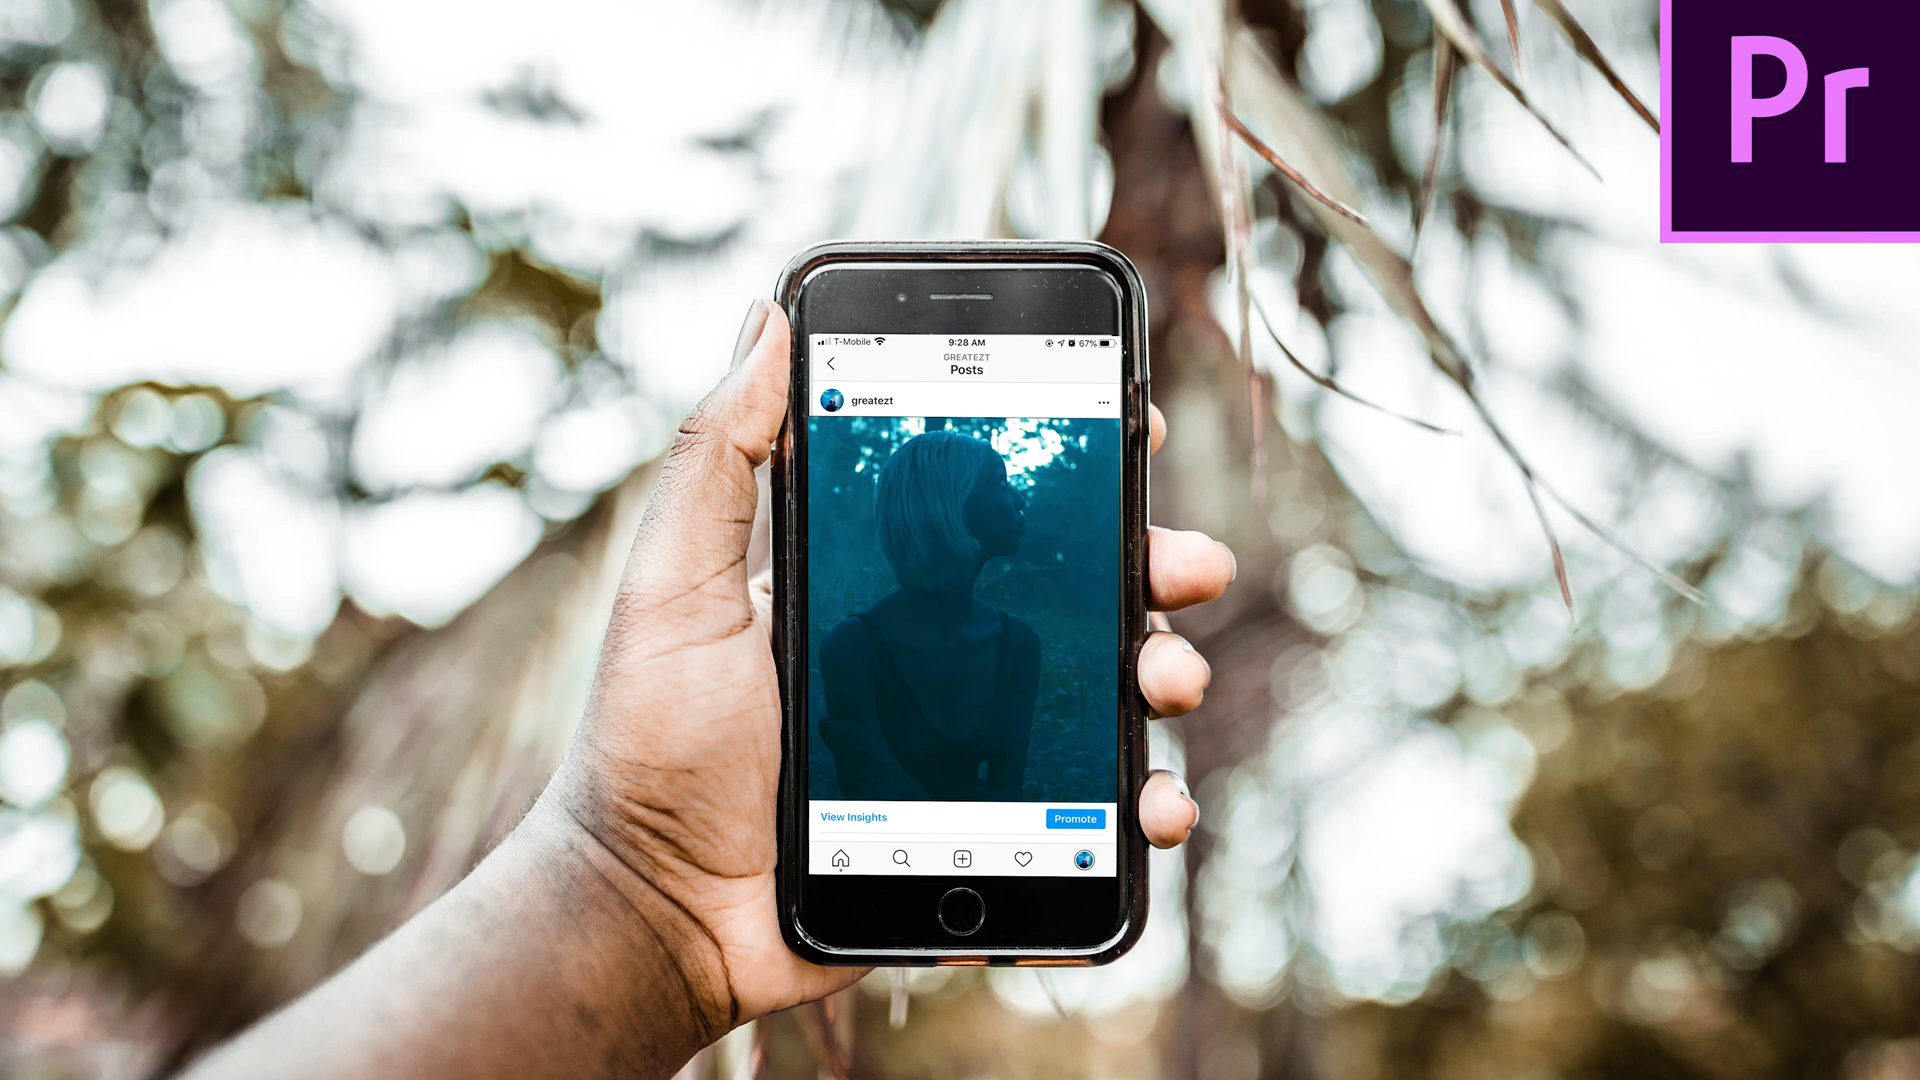 Pr
T-Mobile 9:28 AM 67%
GREATEZT
Posts
greatezt
...
View Insights Promote